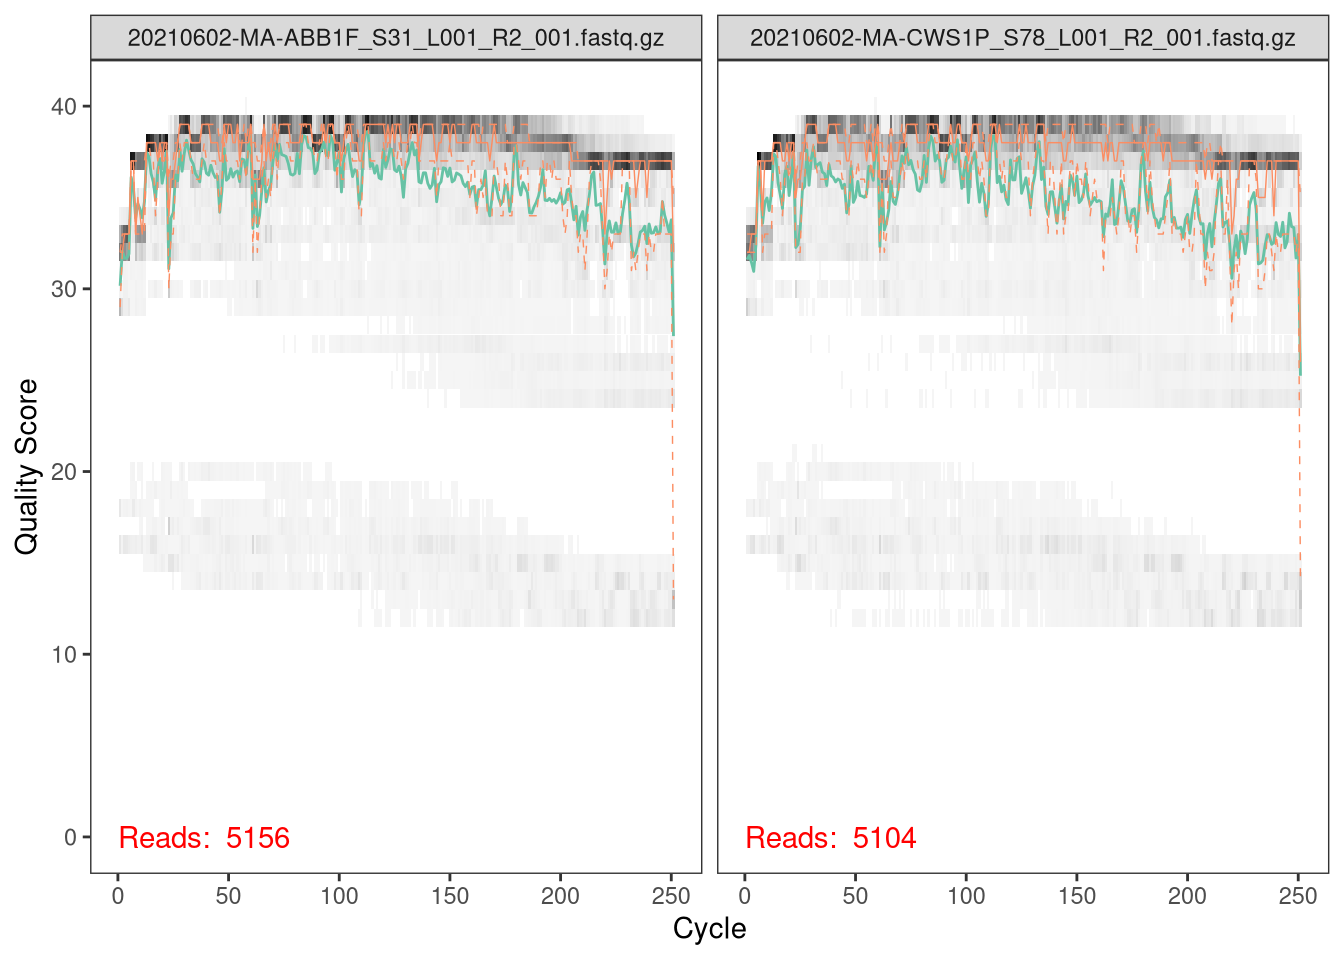 20210602-MA-ABB1F_S31_L001_R2_001.fastq.gz
20210602-MA-CWS1P_S78_L001_R2_001.fastq.gz
Quality Score
40
30
20
10
0
Reads: 5156
Reads: 5104
0 50 100 150 200 250
0 50 100 150 200 250
Cycle